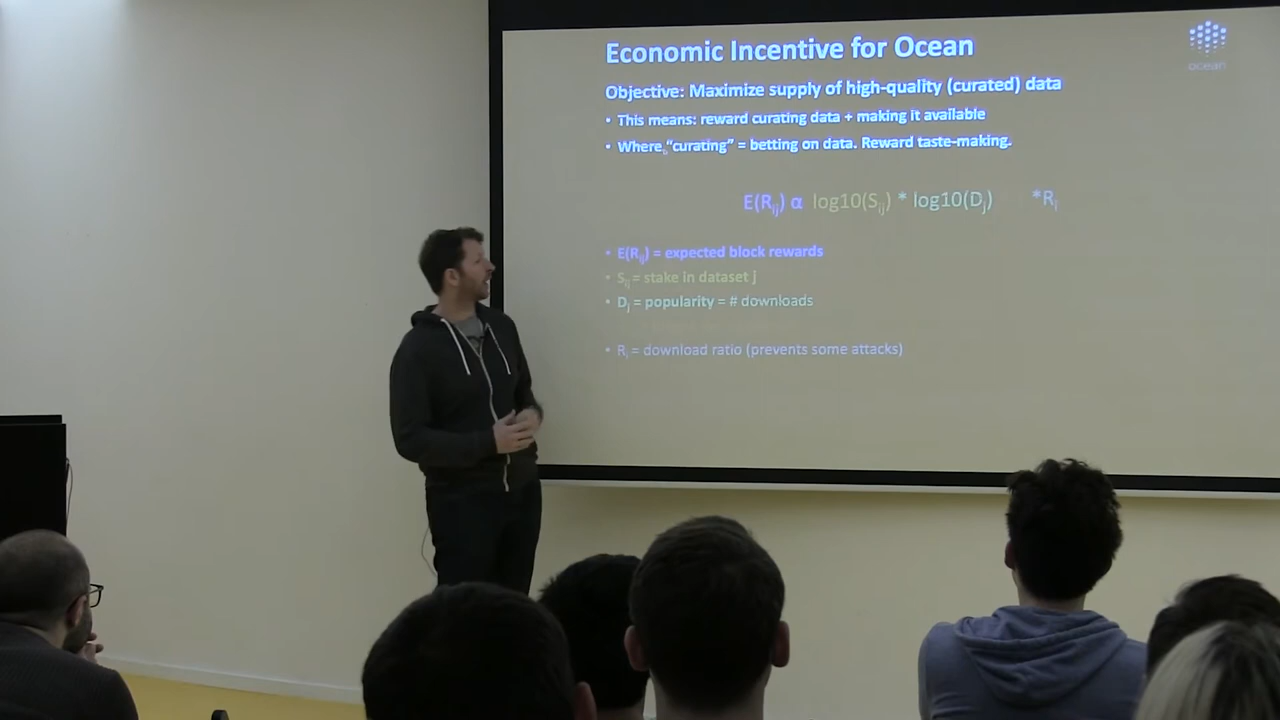 Economic Incentive for Ocean
ocean
Objective: Maximize supply of high-quality (curated) data
• This means: reward curating data + making it available
• Where "curating" = betting on data. Reward taste-making.
E(Rij) α log10(Sij) * log10(Dj) *Ri
• E(Rij) = expected block rewards
• Sij = stake in dataset j
• Dj = popularity = # downloads
• Ri = download ratio (prevents some attacks)